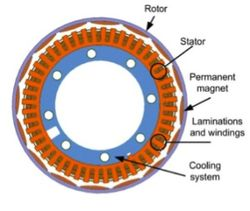 Rotor
Stator
Permanent
magnet
Laminations
and windings
Cooling
system